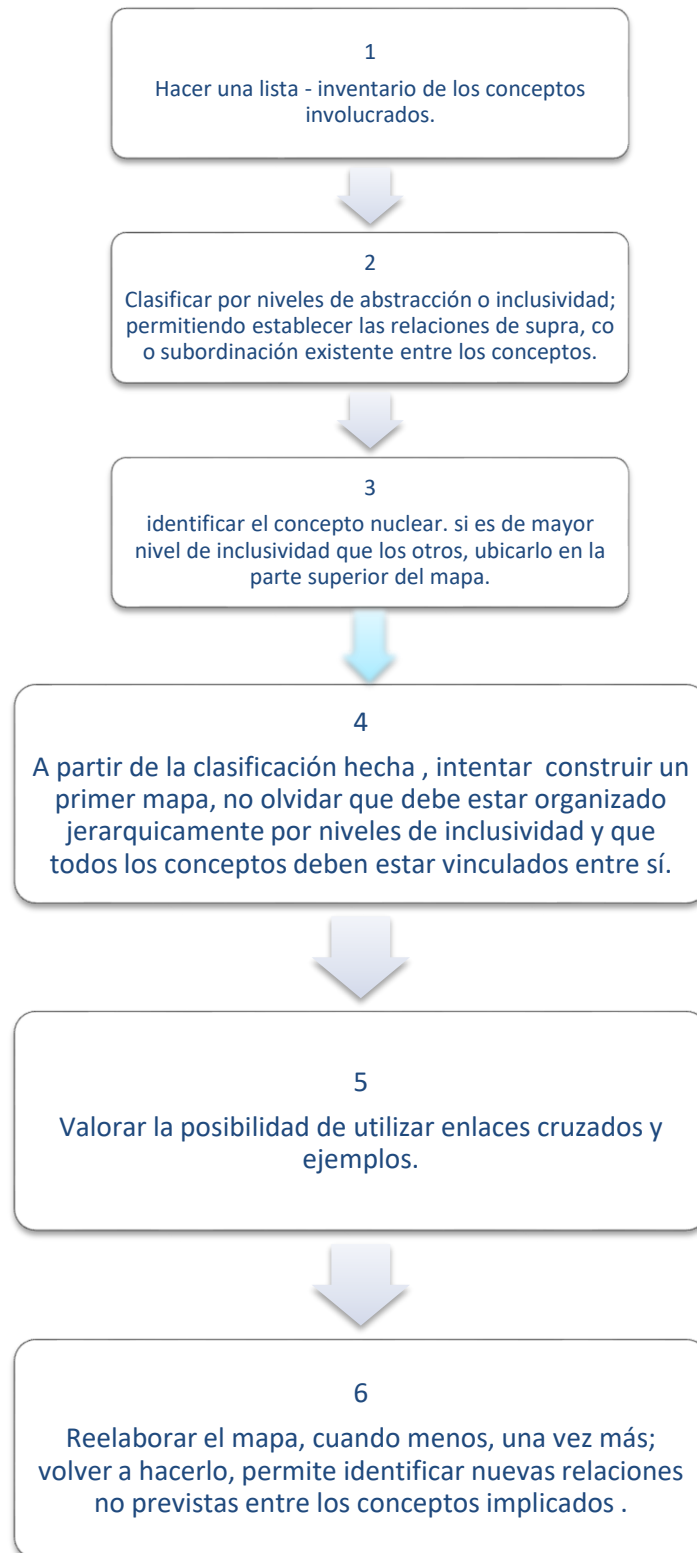 1
Hacer una lista - inventario de los conceptos
involucrados.
2
Clasificar por niveles de abstracción o inclusividad;
permitiendo establecer las relaciones de supra, co
o subordinación existente entre los conceptos.
3
identificar el concepto nuclear. si es de mayor
nivel de inclusividad que los otros, ubicarlo en la
parte superior del mapa.
4
A partir de la clasificación hecha , intentar construir un
primer mapa, no olvidar que debe estar organizado
jerarquicamente por niveles de inclusividad y que
todos los conceptos deben estar vinculados entre sí.
5
Valorar la posibilidad de utilizar enlaces cruzados y
ejemplos.
6
Reelaborar el mapa, cuando menos, una vez más;
volver a hacerlo, permite identificar nuevas relaciones
no previstas entre los conceptos implicados .